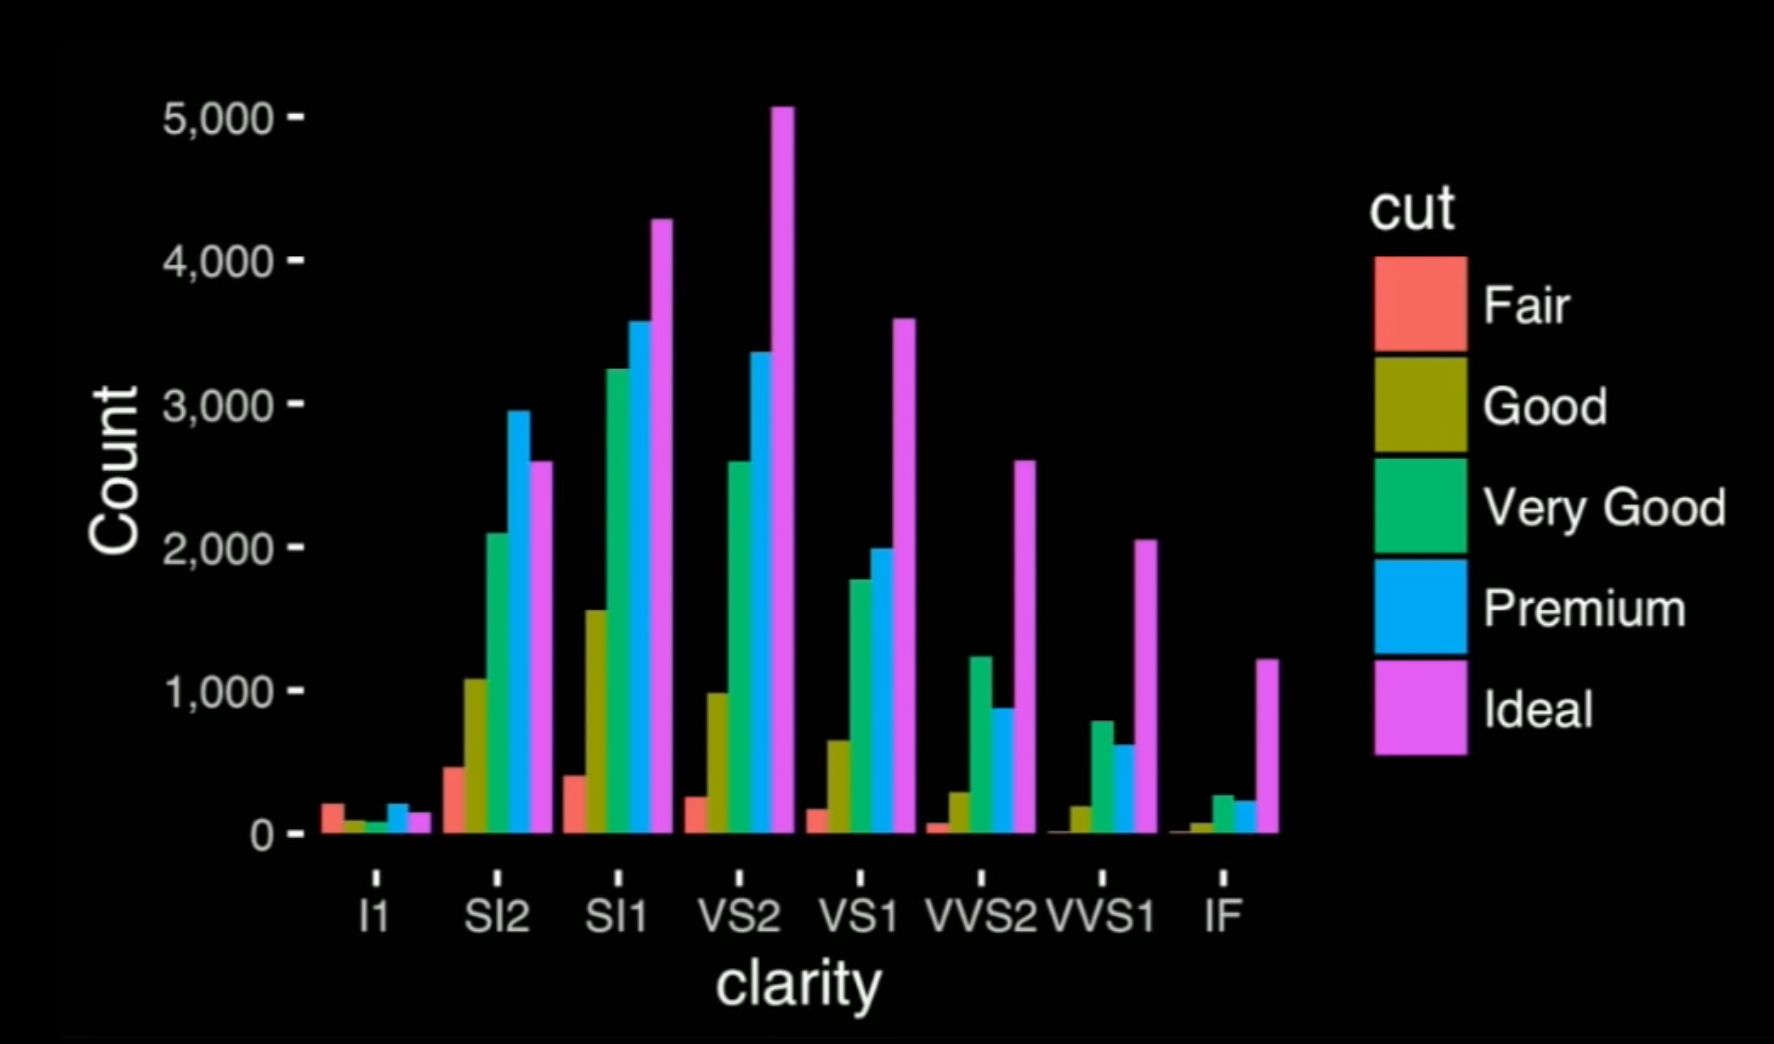 5,000
4,000
3,000
2,000
1,000
0
Count
I1 SI2 SI1 VS2 VS1 VVS2 VVS1 IF
clarity
cut
Fair
Good
Very Good
Premium
Ideal